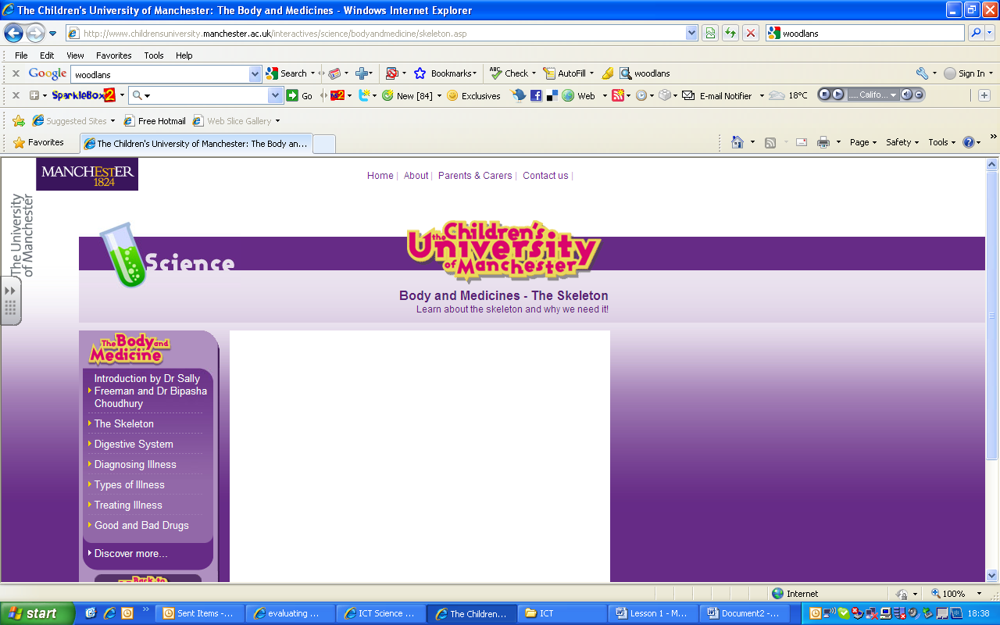 The Children's University of Manchester: The Body and Medicines - Windows Internet Explorer
http://www.childrensuniversity.manchester.ac.uk/interactives/science/bodyandmedicine/skeleton.asp woodlans
File Edit View Favorites Tools Help
x Google woodlans Search Bookmarks ABC Check AutoFill woodlans Sign In
x SparkleBox2 Go New [84] Exclusives Web E-mail Notifier 18°C ...... Califo...
Suggested Sites Free Hotmail Web Slice Gallery
Favorites The Children's University of Manchester: The Body an... Page Safety Tools
MANCHESTER
1824
The University
of Manchester
Home | About | Parents & Carers | Contact us |
Science
the Children's
University
of Manchester
Body and Medicines - The Skeleton
Learn about the skeleton and why we need it!
The Body and
Medicine
Introduction by Dr Sally
Freeman and Dr Bipasha
Choudhury
The Skeleton
Digestive System
Diagnosing Illness
Types of Illness
Treating Illness
Good and Bad Drugs
Discover more...
Back to
Internet 100%
start Sent Items -... evaluating ... ICT Science ... The Children... ICT Lesson 1 - M... Document2 -... 18:38